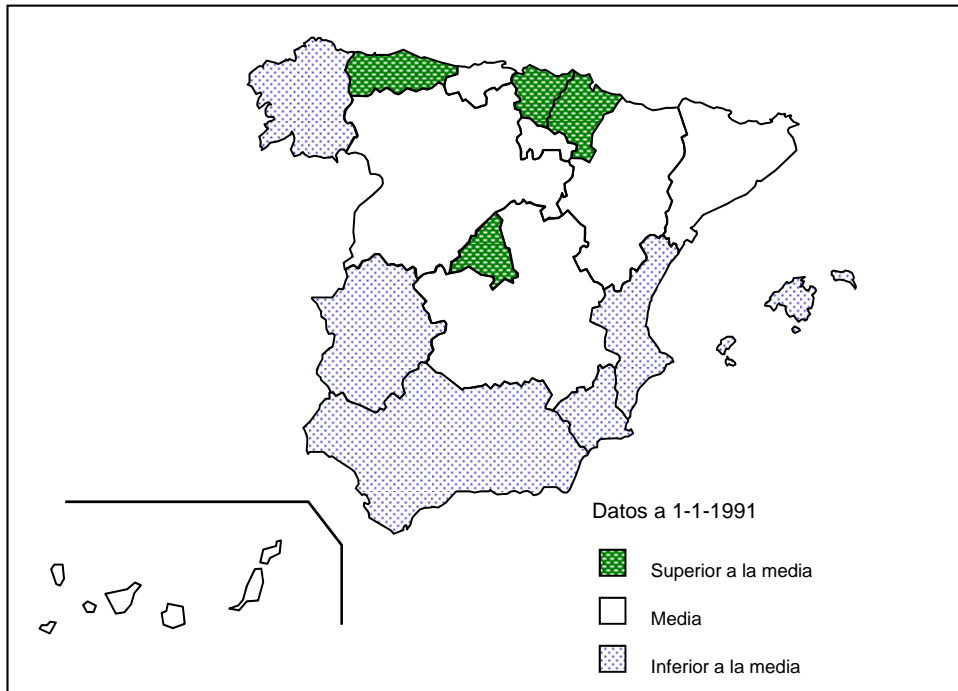 Datos a 1-1-1991
Superior a la media
Media
Inferior a la media